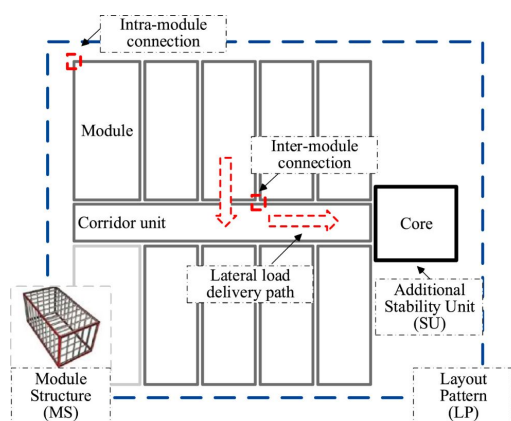 Intra-module
connection
Module
Inter-module
connection
Corridor unit
Core
Lateral load
delivery path
Additional
Stability Unit
(SU)
Module
Structure
(MS)
Layout
Pattern
(LP)